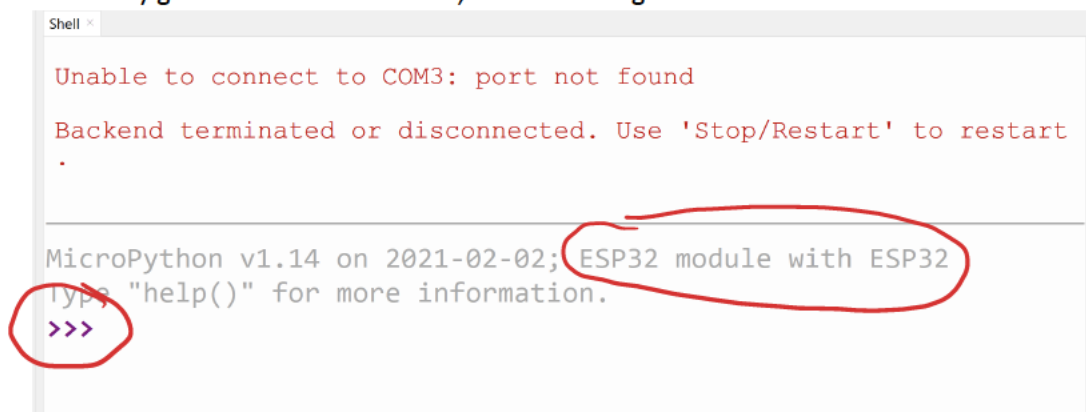 Shell ×
Unable to connect to COM3: port not found
Backend terminated or disconnected. Use 'Stop/Restart' to restart
.
MicroPython v1.14 on 2021-02-02; ESP32 module with ESP32
Type "help()" for more information.
>>>